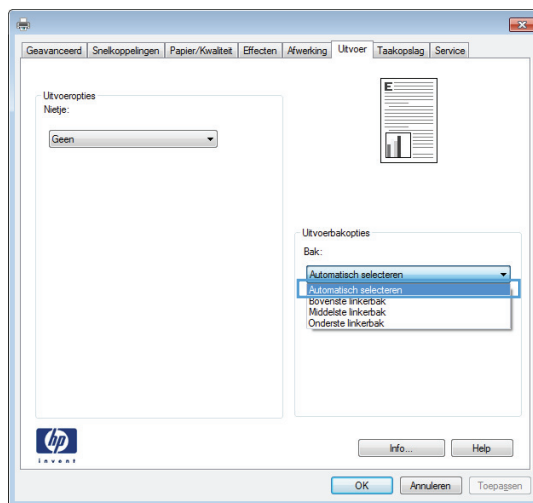 Geavanceerd Snelkoppelingen Papier/Kwaliteit Effecten Afwerking Uitvoer Taakopslag Service
Uitvoeropties
Nietje:
Geen
E
Uitvoerbakopties
Bak:
Automatisch selecteren
Automatisch selecteren
Bovenste linkerbak
Middelste linkerbak
Onderste linkerbak
hp
invent
Info... Help
OK Annuleren Toepassen